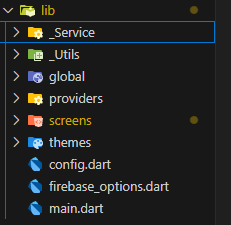 lib
_Service
_Utils
global
providers
screens
themes
config.dart
firebase_options.dart
main.dart